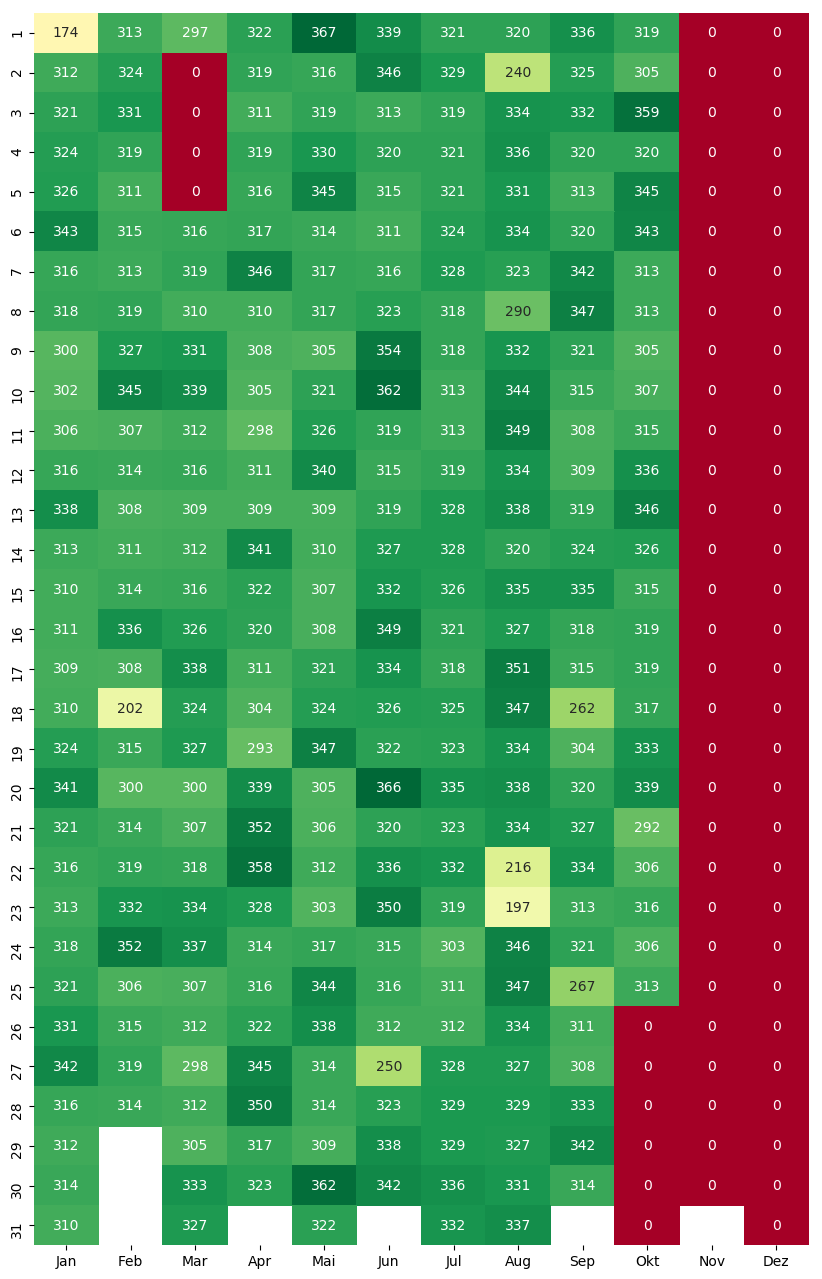 1 174 313 297 322 367 339 321 320 336 319 0 0
2 312 324 0 319 316 346 329 240 325 305 0 0
3 321 331 0 311 319 313 319 334 332 359 0 0
4 324 319 0 319 330 320 321 336 320 320 0 0
5 326 311 0 316 345 315 321 331 313 345 0 0
6 343 315 316 317 314 311 324 334 320 343 0 0
7 316 313 319 346 317 316 328 323 342 313 0 0
8 318 319 310 310 317 323 318 290 347 313 0 0
9 300 327 331 308 305 354 318 332 321 305 0 0
10 302 345 339 305 321 362 313 344 315 307 0 0
11 306 307 312 298 326 319 313 349 308 315 0 0
12 316 314 316 311 340 315 319 334 309 336 0 0
13 338 308 309 309 309 319 328 338 319 346 0 0
14 313 311 312 341 310 327 328 320 324 326 0 0
15 310 314 316 322 307 332 326 335 335 315 0 0
16 311 336 326 320 308 349 321 327 318 319 0 0
17 309 308 338 311 321 334 318 351 315 319 0 0
18 310 202 324 304 324 326 325 347 262 317 0 0
19 324 315 327 293 347 322 323 334 304 333 0 0
20 341 300 300 339 305 366 335 338 320 339 0 0
21 321 314 307 352 306 320 323 334 327 292 0 0
22 316 319 318 358 312 336 332 216 334 306 0 0
23 313 332 334 328 303 350 319 197 313 316 0 0
24 318 352 337 314 317 315 303 346 321 306 0 0
25 321 306 307 316 344 316 311 347 267 313 0 0
26 331 315 312 322 338 312 312 334 311 0 0 0
27 342 319 298 345 314 250 328 327 308 0 0 0
28 316 314 312 350 314 323 329 329 333 0 0 0
29 312 305 317 309 338 329 327 342 0 0 0
30 314 333 323 362 342 336 331 314 0 0 0
31 310 327 322 332 337 0 0
Jan Feb Mar Apr Mai Jun Jul Aug Sep Okt Nov Dez